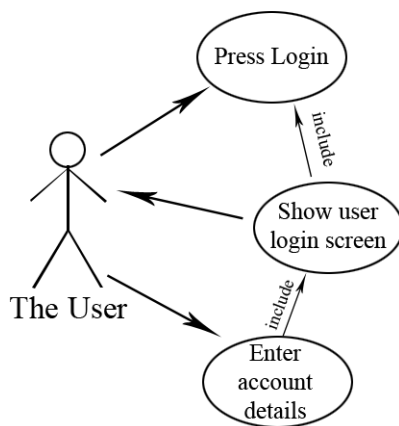 Press Login
include
Show user
login screen
include
The User
Enter
account
details